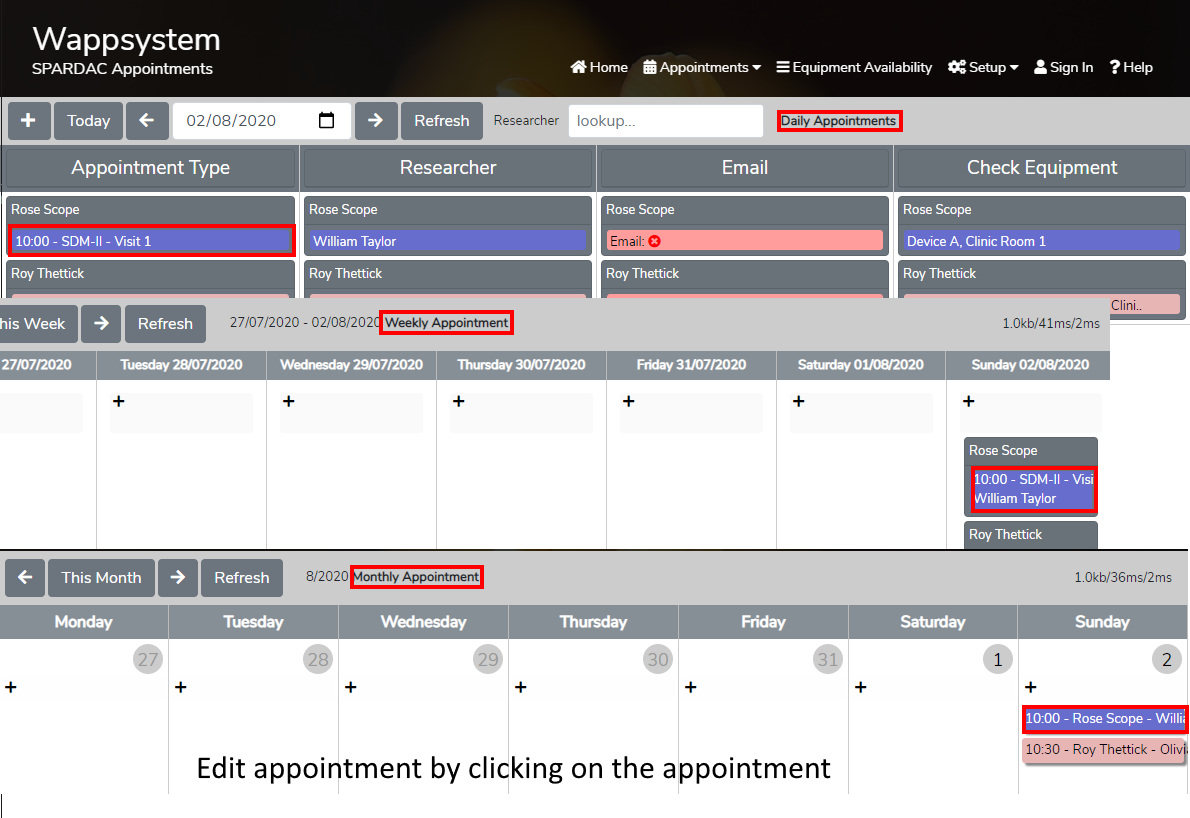 Wappsystem
SPARDAC Appointments
Home Appointments Equipment Availability Setup Sign In Help
Today 02/08/2020 Refresh Researcher lookup... Daily Appointments
Appointment Type Researcher Email Check Equipment
Rose Scope Rose Scope Rose Scope Rose Scope
10:00 - SDM-II - Visit 1 William Taylor Email: Device A, Clinic Room 1
Roy Thettick Roy Thettick Roy Thettick Roy Thettick
Clini..
his Week Refresh 27/07/2020 - 02/08/2020 Weekly Appointment 1.0kb/41ms/2ms
27/07/2020 Tuesday 28/07/2020 Wednesday 29/07/2020 Thursday 30/07/2020 Friday 31/07/2020 Saturday 01/08/2020 Sunday 02/08/2020
+ + + + + +
Rose Scope
10:00 - SDM-II - Visi
William Taylor
Roy Thettick
This Month Refresh 8/2020 Monthly Appointment 1.0kb/36ms/2ms
Monday Tuesday Wednesday Thursday Friday Saturday Sunday
27 28 29 30 31 1 2
+ + + + + + +
10:00 - Rose Scope - Willia
10:30 - Roy Thettick - Olivia
Edit appointment by clicking on the appointment